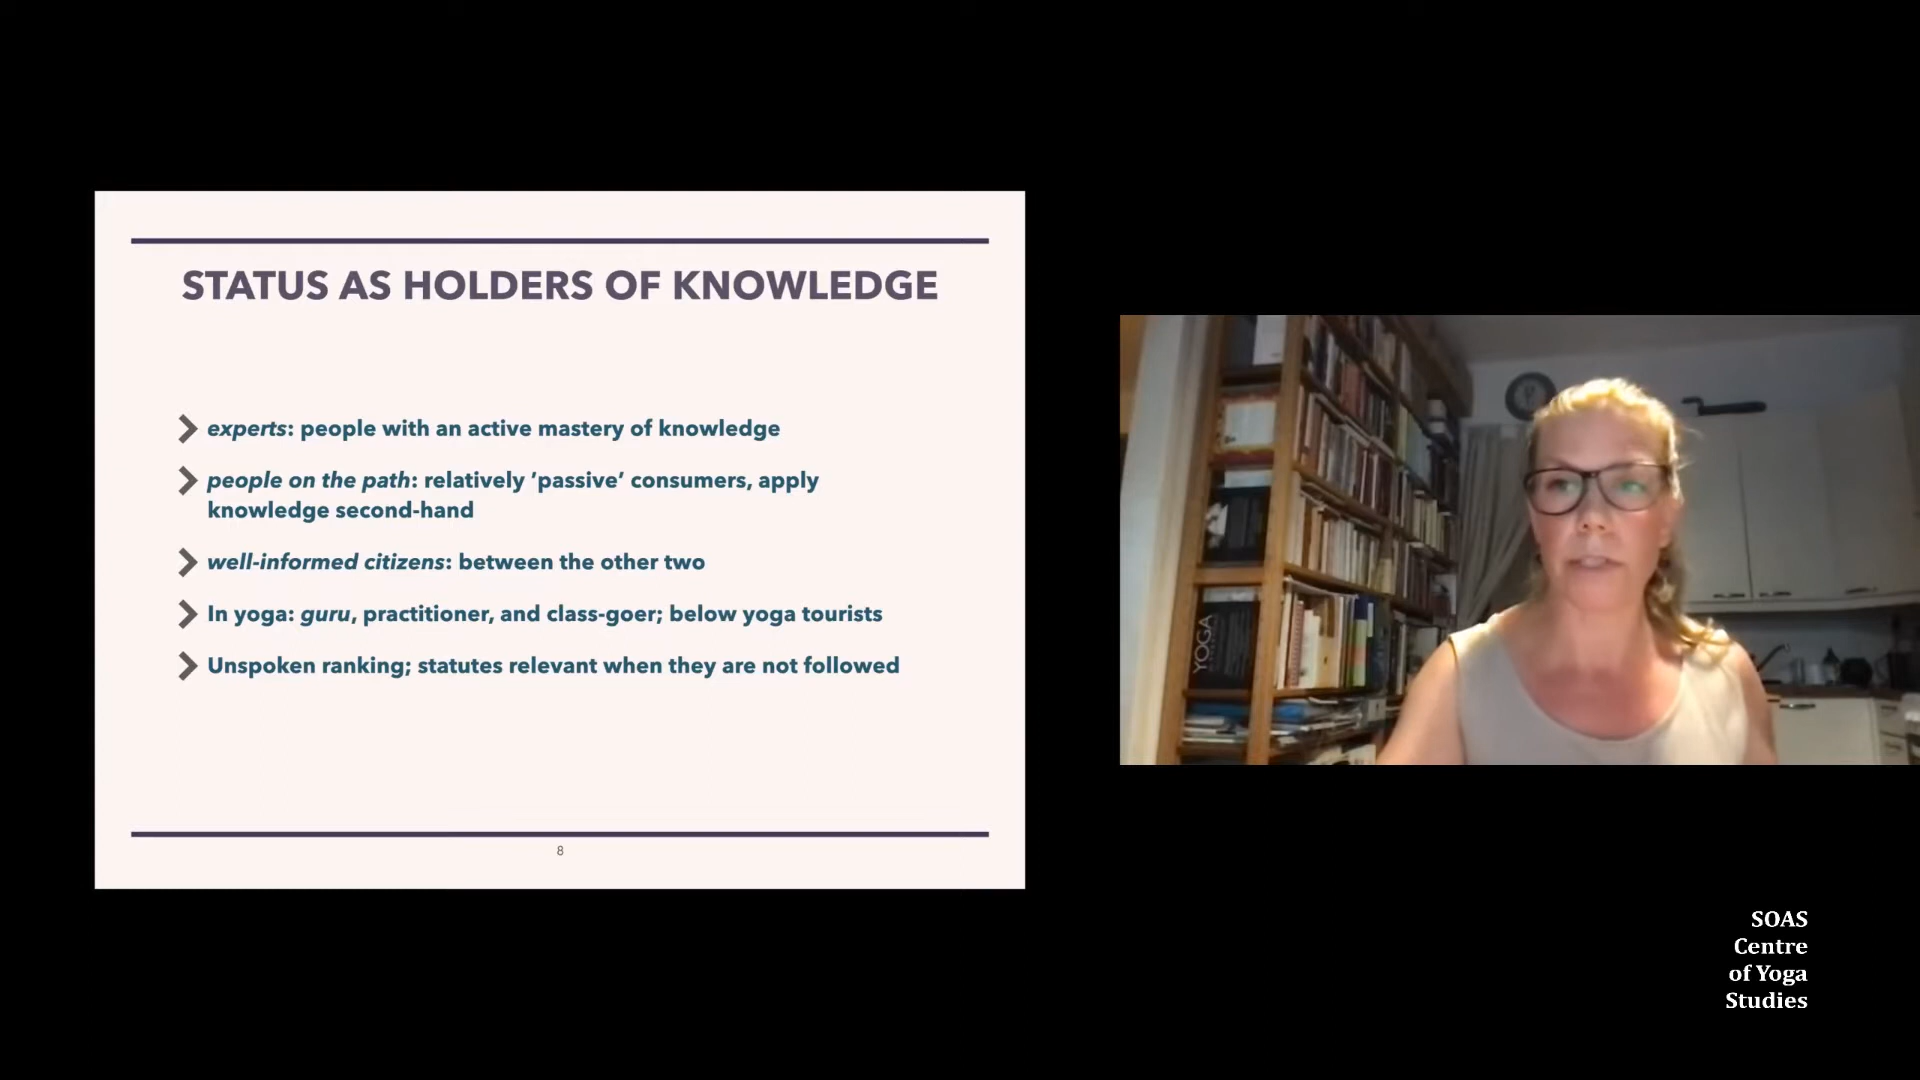 STATUS AS HOLDERS OF KNOWLEDGE
experts: people with an active mastery of knowledge
people on the path: relatively ‘passive’ consumers, apply
knowledge second-hand
well-informed citizens: between the other two
In yoga: guru, practitioner, and class-goer; below yoga tourists
Unspoken ranking; statutes relevant when they are not followed
8
YOGA
SOAS
Centre
of Yoga
Studies